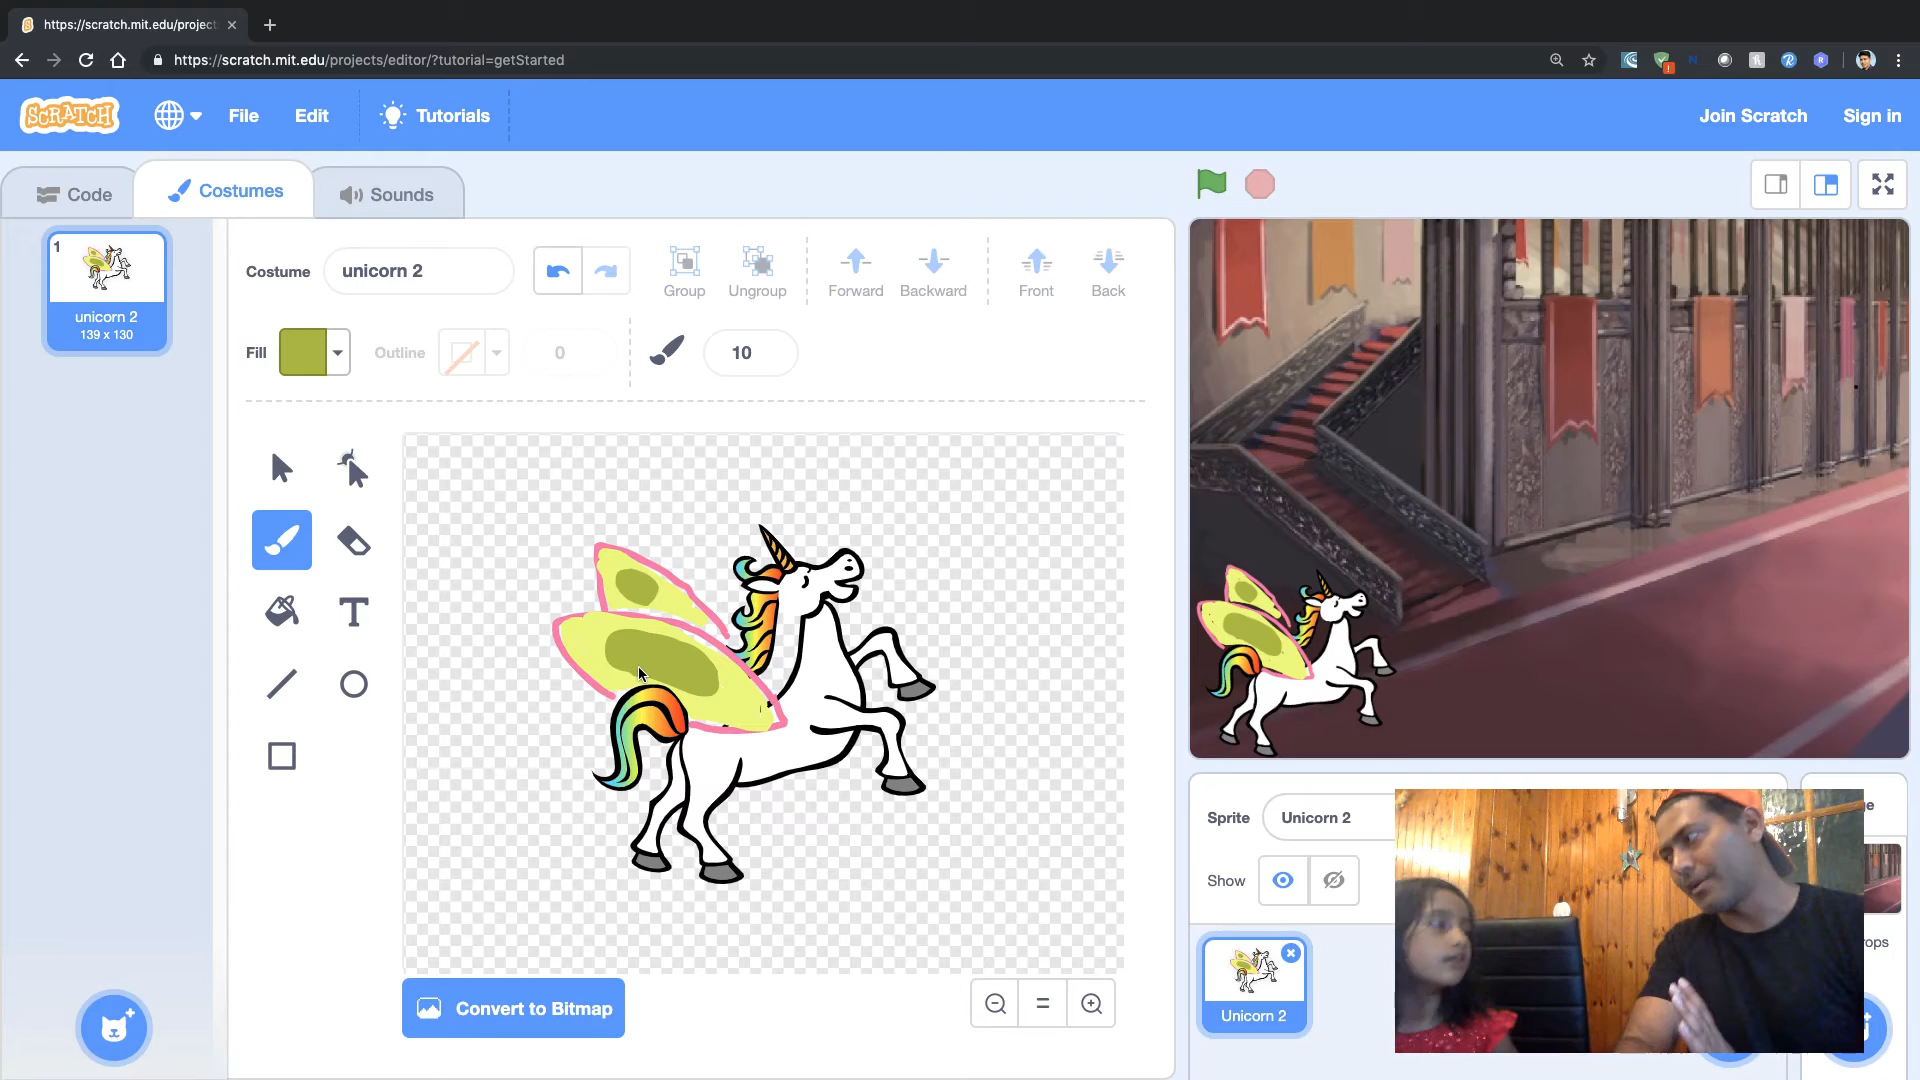 https://scratch.mit.edu/project
https://scratch.mit.edu/projects/editor/?tutorial=getStarted
SCRATCH
File
Edit
Tutorials
Join Scratch
Sign in
Code
Costumes
Sounds
1
unicorn 2
139 x 130
Costume
unicorn 2
Group
Ungroup
Forward
Backward
Front
Back
Fill
Outline
0
10
Convert to Bitmap
Sprite
Unicorn 2
Show
Unicorn 2